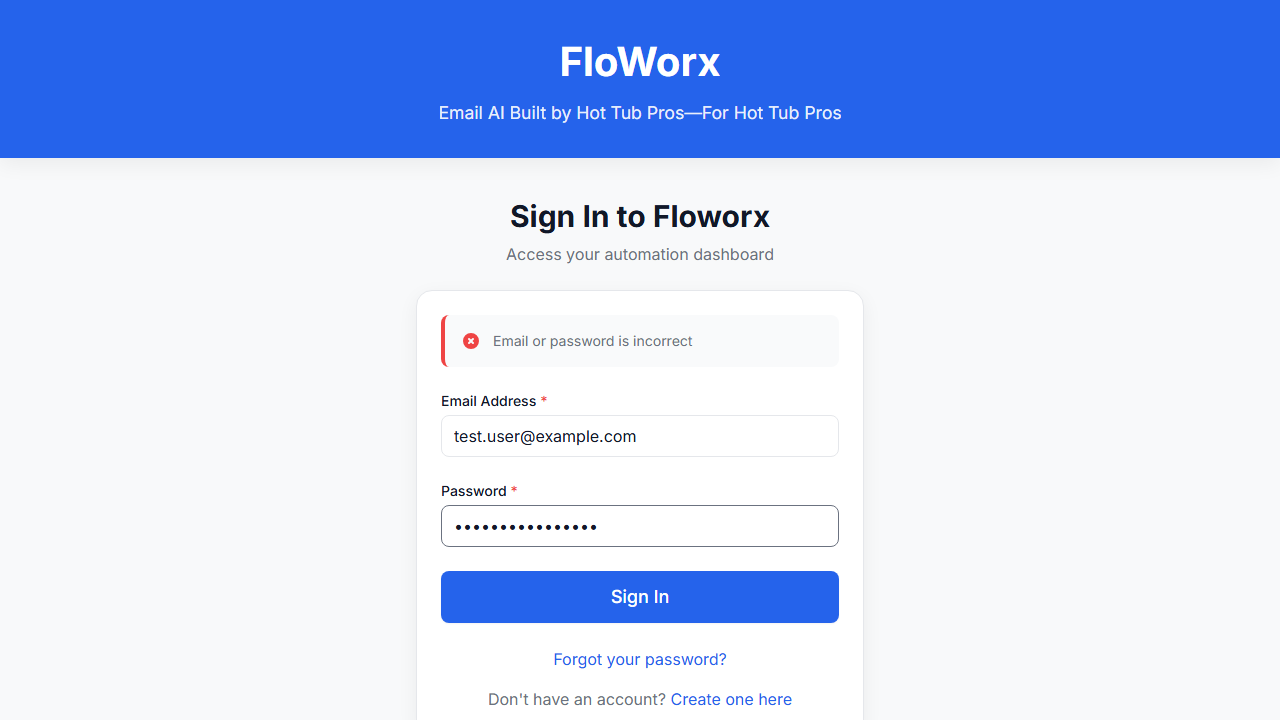 FloWorx
Email AI Built by Hot Tub Pros—For Hot Tub Pros
Sign In to Floworx
Access your automation dashboard
Email or password is incorrect
Email Address *
test.user@example.com
Password *
••••••••••••••••
Sign In
Forgot your password?
Don't have an account? Create one here